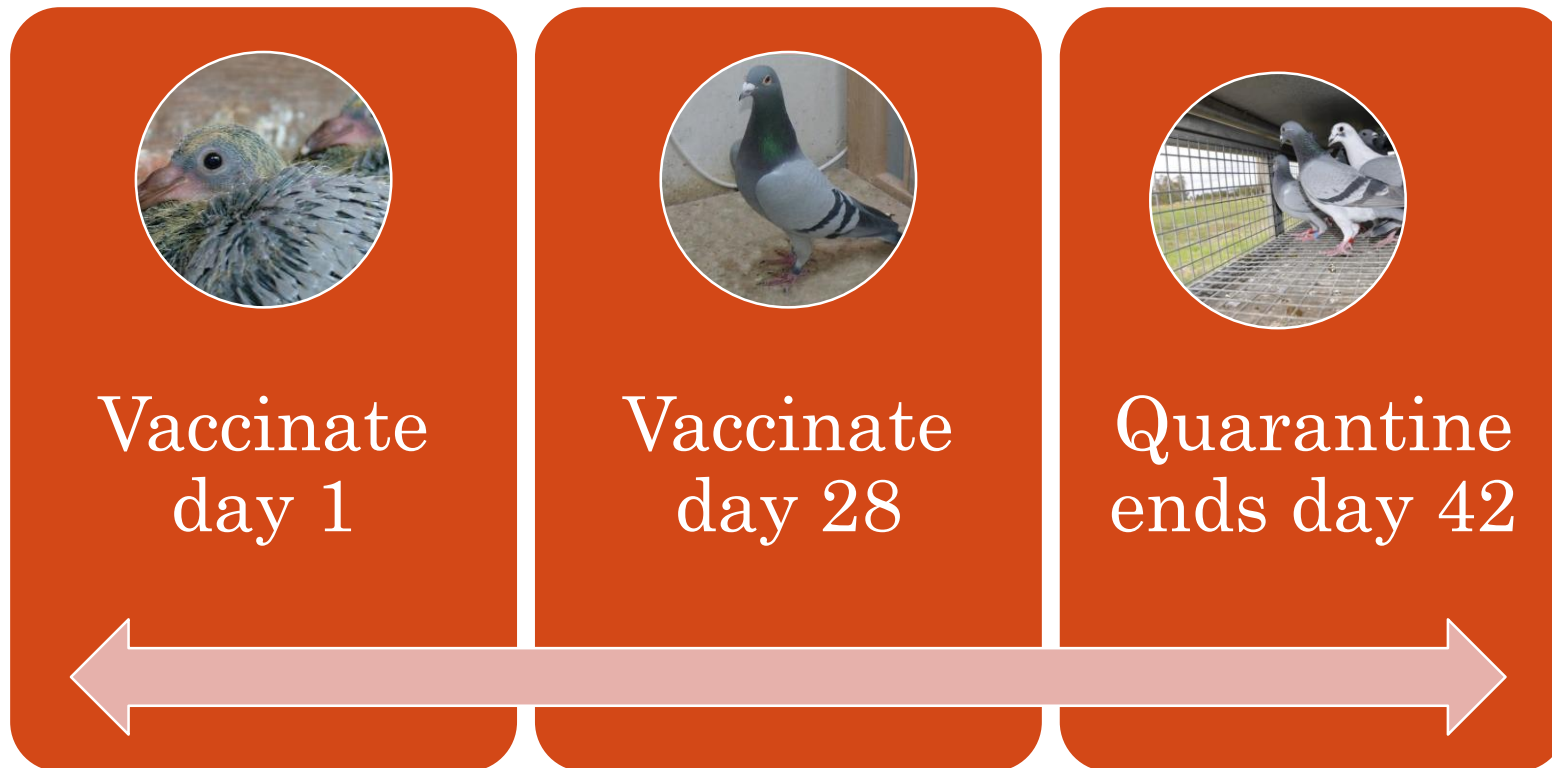 Vaccinate
day 1
Vaccinate
day 28
Quarantine
ends day 42